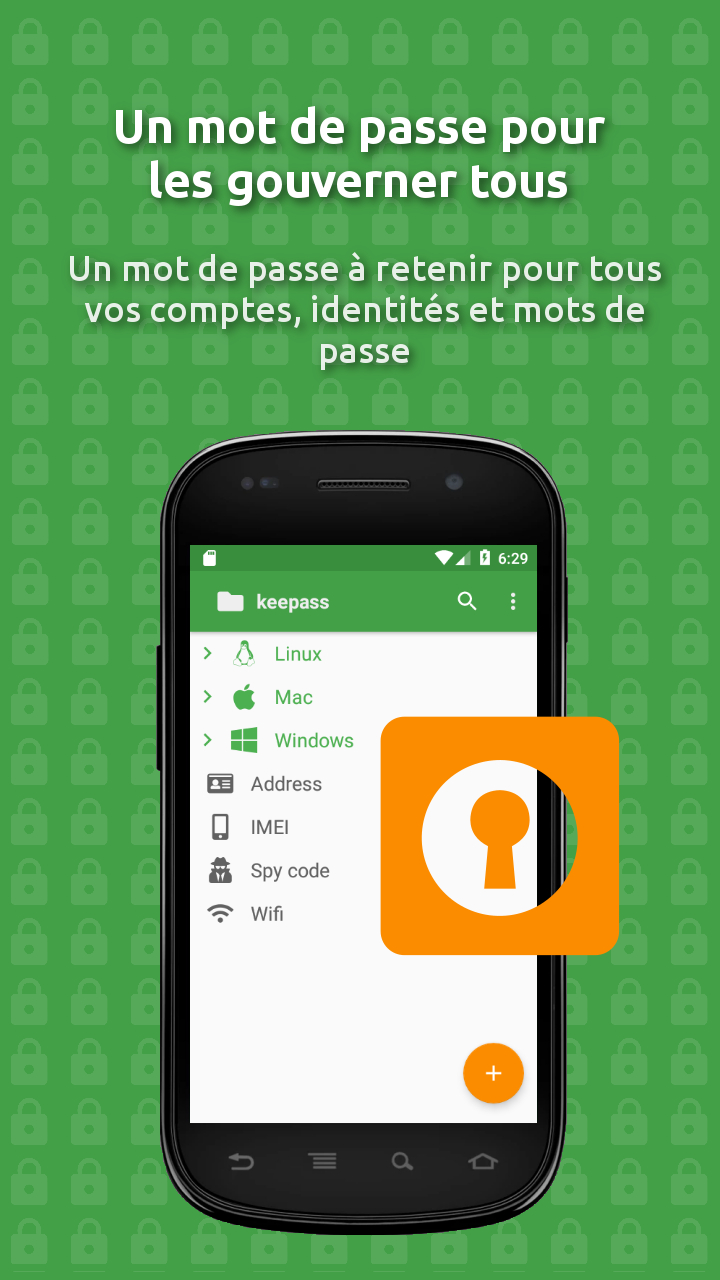 Un mot de passe pour
les gouverner tous
Un mot de passe à retenir pour tous
vos comptes, identités et mots de
passe
6:29
keepass
Linux
Mac
Windows
Address
IMEI
Spy code
Wifi